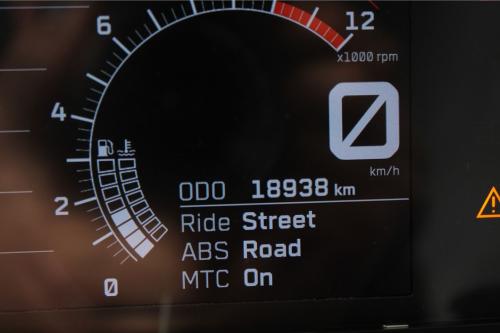 6
12
x1000 rpm
4
0
km/h
2
ODO 18938 km
Ride Street
ABS Road
MTC On
0